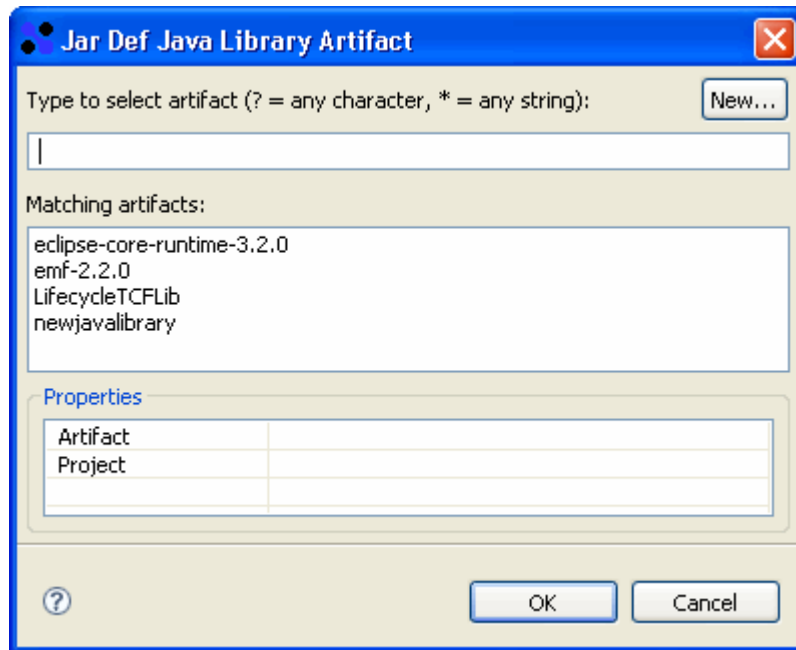 Jar Def Java Library Artifact
Type to select artifact (? = any character, * = any string):
New...
Matching artifacts:
eclipse-core-runtime-3.2.0
emf-2.2.0
LifecycleTCFLib
newjavalibrary
Properties
Artifact
Project
?
OK
Cancel